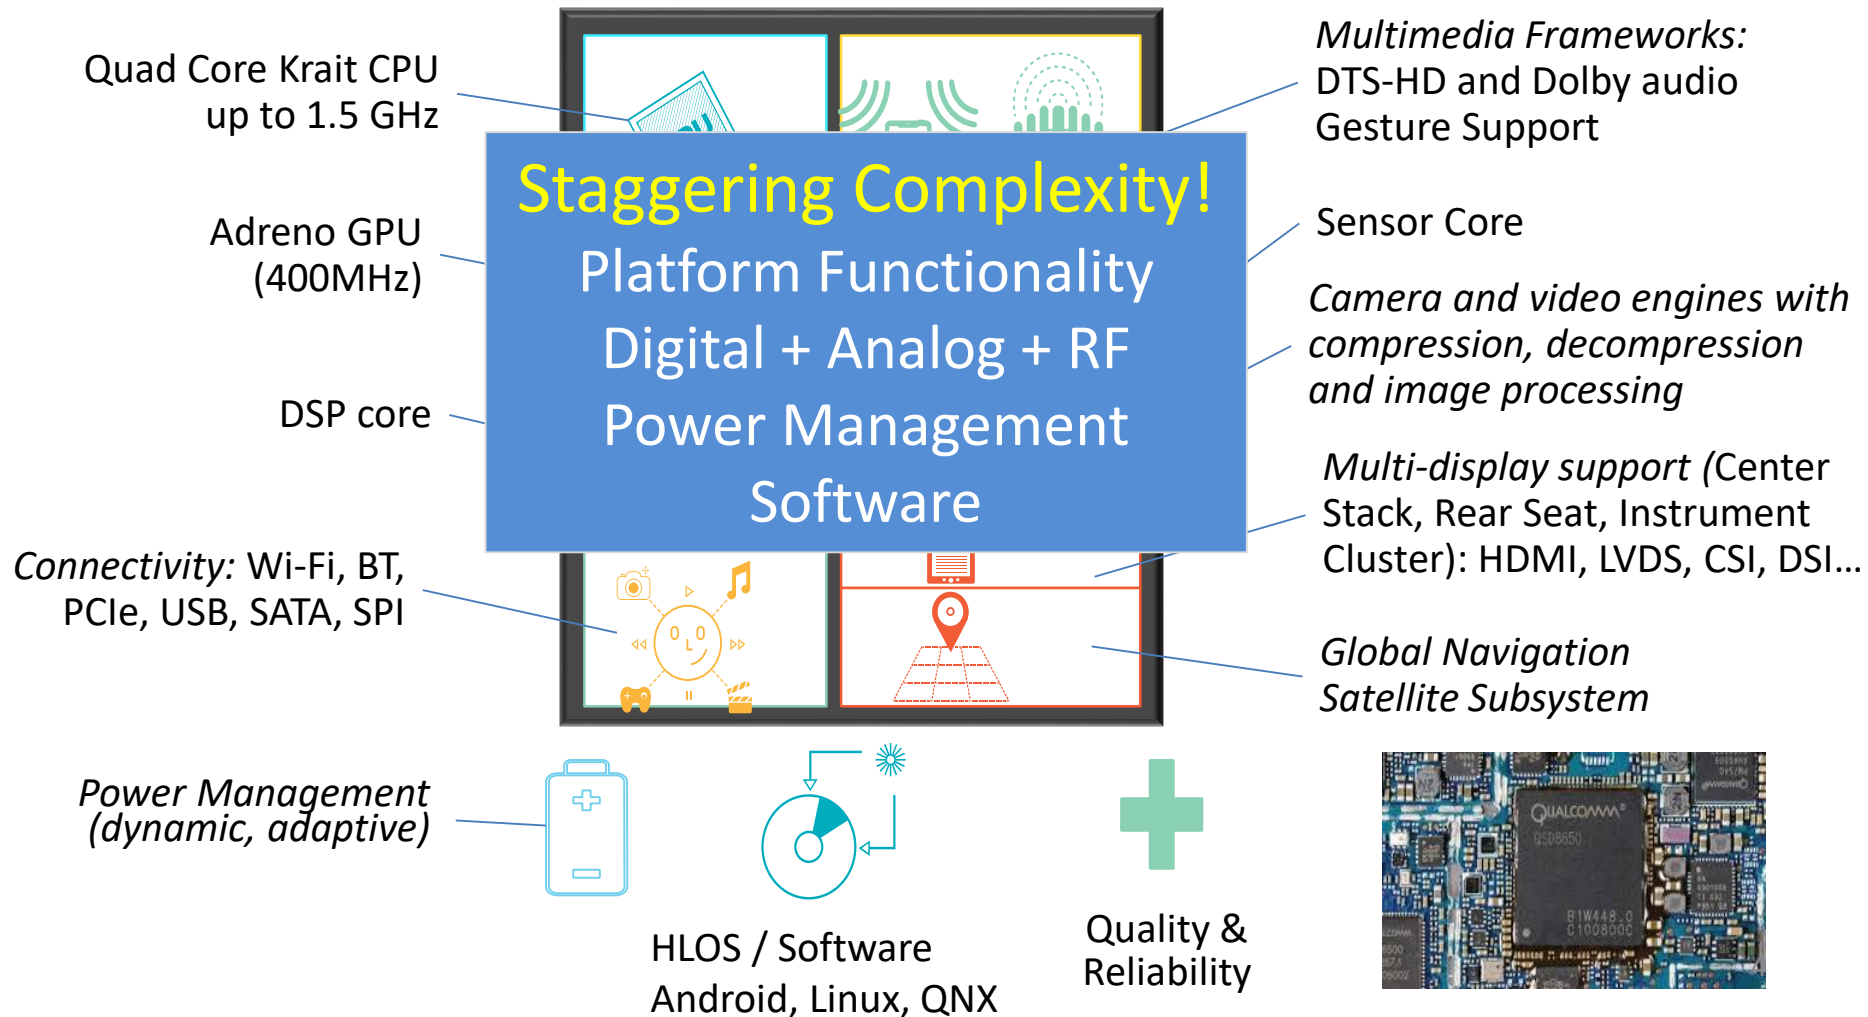 Quad Core Krait CPU
up to 1.5 GHz
Adreno GPU
(400MHz)
DSP core
Connectivity: Wi-Fi, BT,
PCIe, USB, SATA, SPI
Power Management
(dynamic, adaptive)
Staggering Complexity!
Platform Functionality
Digital + Analog + RF
Power Management
Software
Multimedia Frameworks:
DTS-HD and Dolby audio
Gesture Support
Sensor Core
Camera and video engines with
compression, decompression
and image processing
Multi-display support (Center
Stack, Rear Seat, Instrument
Cluster): HDMI, LVDS, CSI, DSI...
Global Navigation
Satellite Subsystem
HLOS / Software
Android, Linux, QNX
Quality &
Reliability
QUALCOMM
QSD8650
B1W448.0
C100800C